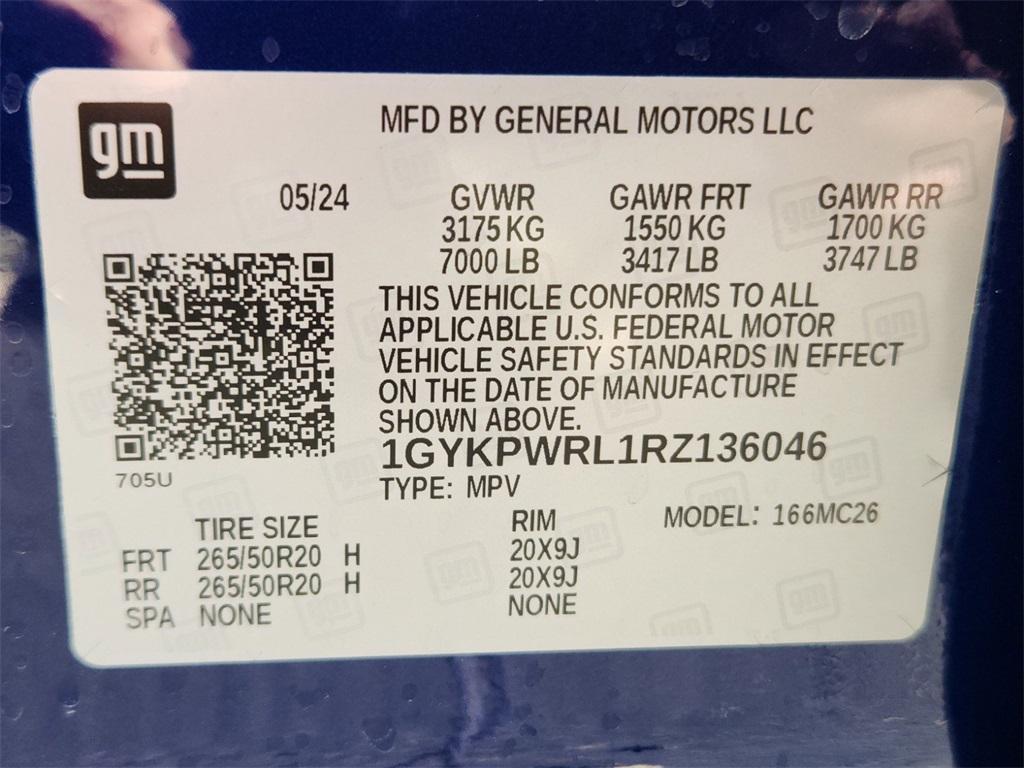 gm
MFD BY GENERAL MOTORS LLC
05/24 GVWR GAWR FRT GAWR RR
3175 KG 1550 KG 1700 KG
7000 LB 3417 LB 3747 LB
THIS VEHICLE CONFORMS TO ALL
APPLICABLE U.S. FEDERAL MOTOR
VEHICLE SAFETY STANDARDS IN EFFECT
ON THE DATE OF MANUFACTURE
SHOWN ABOVE.
1GYKPWRL1RZ136046
705U
TYPE: MPV
TIRE SIZE RIM MODEL: 166MC26
FRT 265/50R20 H 20X9J
RR 265/50R20 H 20X9J
SPA NONE NONE